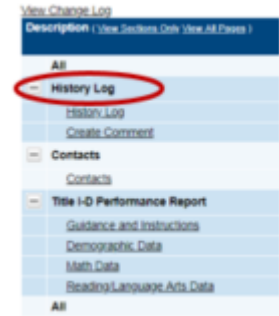 View Change Log
Description ( View Sections Only View All Pages )
All
History Log
History Log
Create Comment
Contacts
Contacts
Title I-D Performance Report
Guidance and Instructions
Demographic Data
Math Data
Reading/Language Arts Data
All